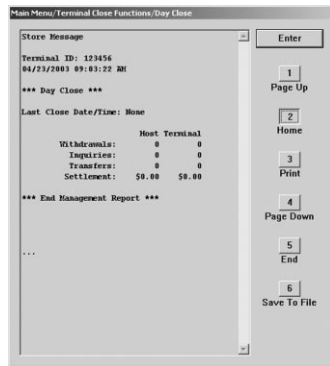 Main Menu/Terminal Close Functions/Day Close
Store Message
Terminal ID: 123456
04/23/2003 09:03:22 AM
*** Day Close ***
Last Close Date/Time: None
Host Terminal
Withdrawals: 0 0
Inquiries: 0 0
Transfers: 0 0
Settlement: $0.00 $0.00
*** End Management Report ***
...
Enter
1
Page Up
2
Home
3
Print
4
Page Down
5
End
6
Save To File